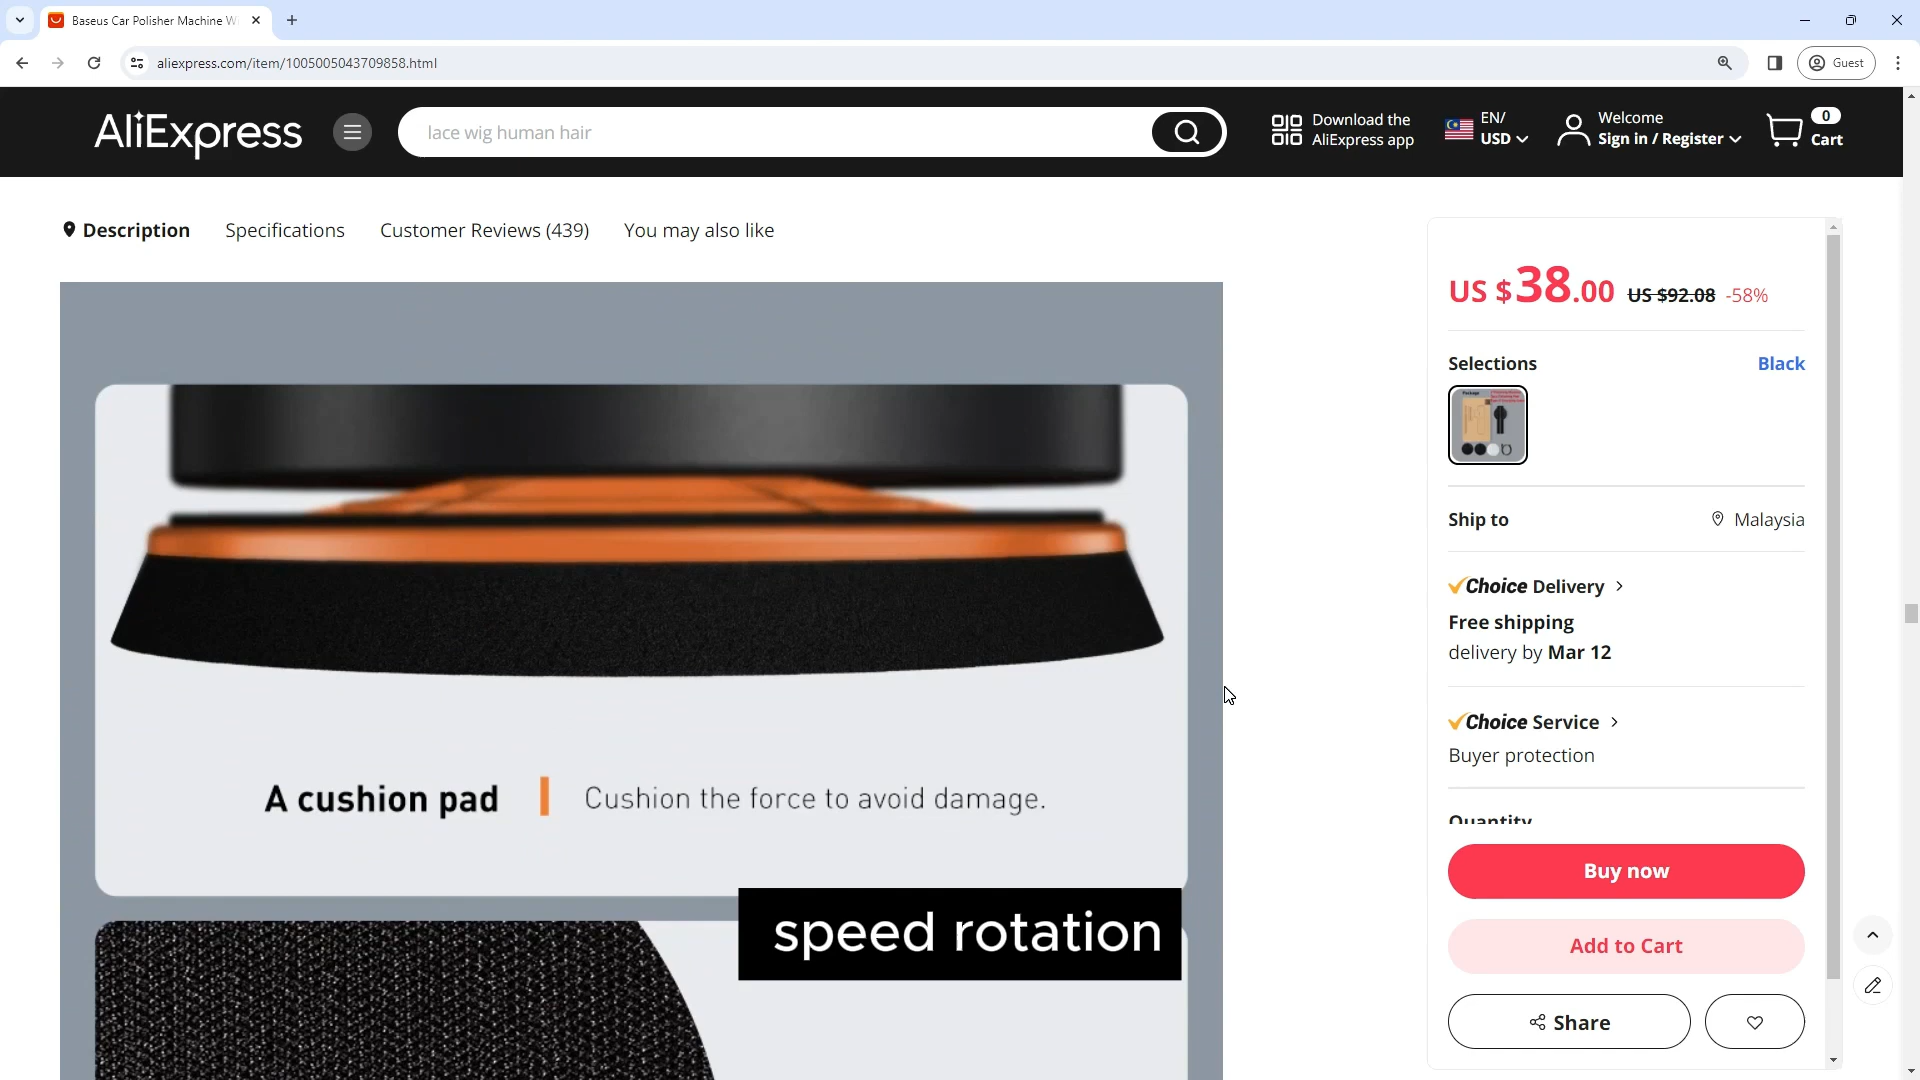 Baseus Car Polisher Machine W
aliexpress.com/item/1005005043709858.html
Guest
AliExpress
lace wig human hair
Download the
AliExpress app
EN/
USD
Welcome
Sign in / Register
0
Cart
Description
Specifications
Customer Reviews (439)
You may also like
US $38.00 US $92.08 -58%
Selections
Black
Ship to
Malaysia
Choice Delivery
Free shipping
delivery by Mar 12
Choice Service
Buyer protection
Quantity
Buy now
Add to Cart
Share
A cushion pad
Cushion the force to avoid damage.
speed rotation